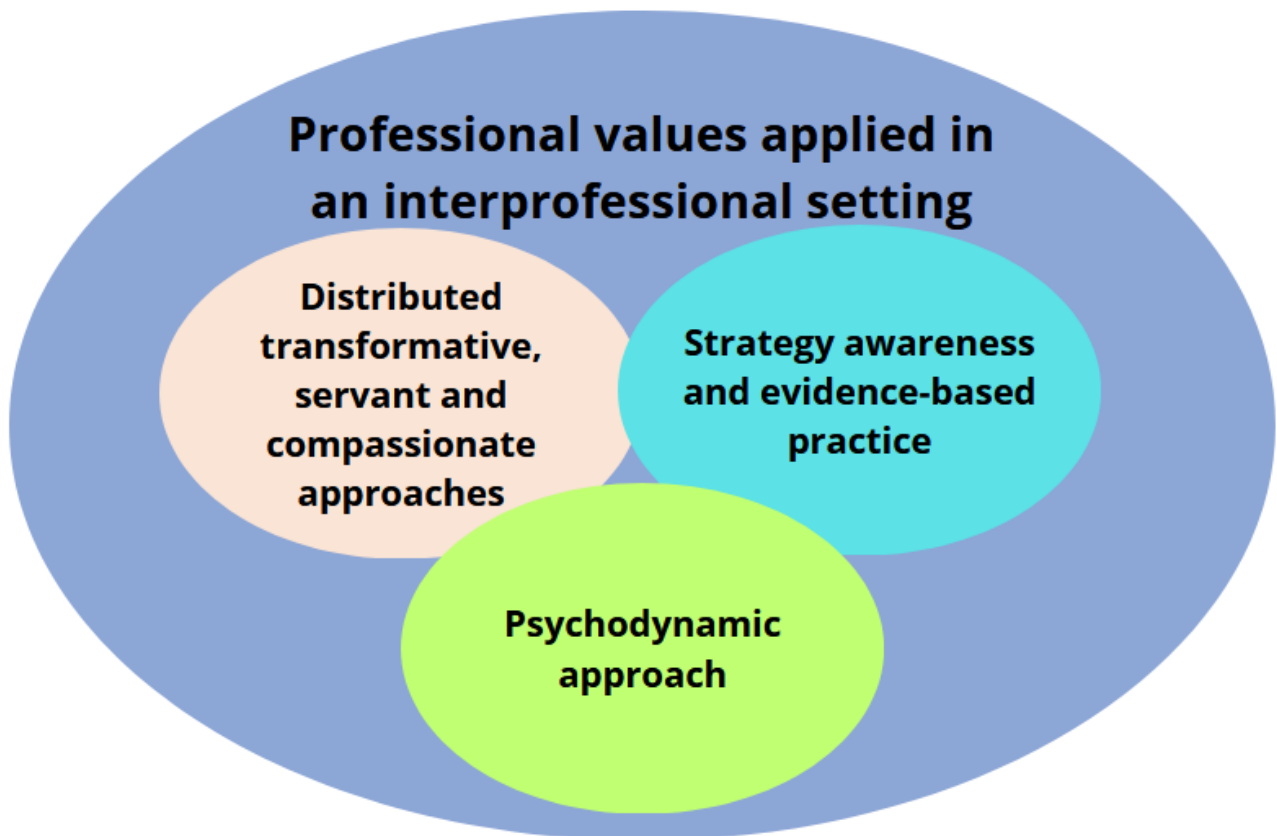 Professional values applied in
an interprofessional setting
Distributed
transformative,
servant and
compassionate
approaches
Strategy awareness
and evidence-based
practice
Psychodynamic
approach